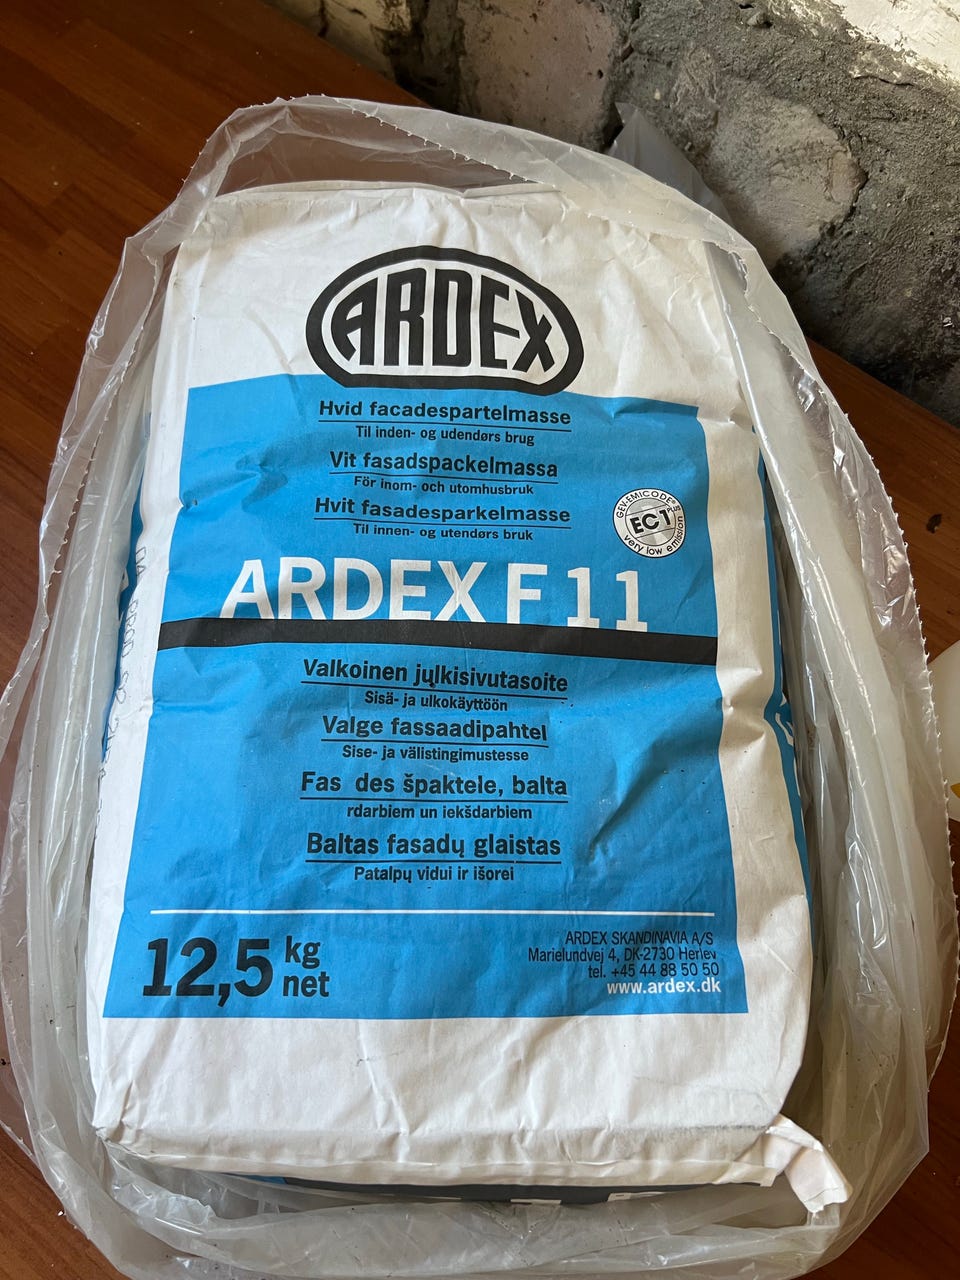 ARDEX
Hvid facadespartelmasse
Til inden- og udendørs brug
Vit fasadspackelmassa
För inom- och utomhusbruk
Hvit fasadesparkelmasse
Til innen- og utendørs bruk
GEV-EMICODE®
EC1 PLUS
very low emission
ARDEX F 11
Valkoinen julkisivutasoite
Sisä- ja ulkokäyttöön
Valge fassaadipahtel
Sise- ja välistingimustesse
Fas des špaktele, balta
rdarbiem un iekšdarbiem
Baltas fasadų glaistas
Patalpų vidui ir išorei
12,5 kg
net
ARDEX SKANDINAVIA A/S
Marielundvej 4, DK-2730 Herlev
tel. +45 44 88 50 50
www.ardex.dk